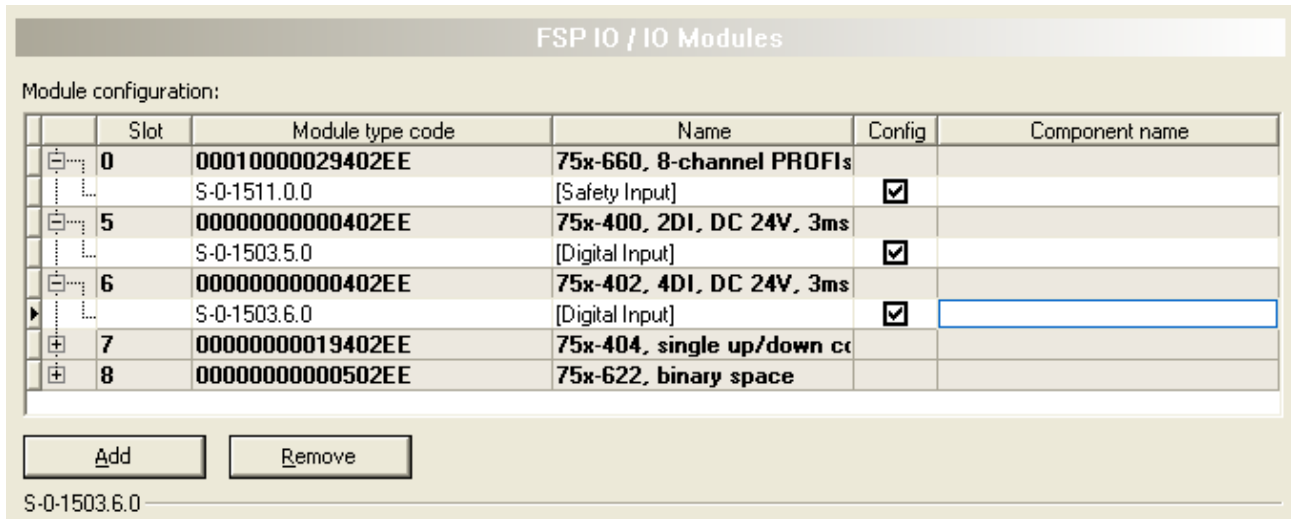 FSP IO / IO Modules
Module configuration:
Slot Module type code Name Config Component name
0 00010000029402EE 75x-660, 8-channel PROFIs
S-0-1511.0.0 [Safety Input]
5 00000000000402EE 75x-400, 2DI, DC 24V, 3ms
S-0-1503.5.0 [Digital Input]
6 00000000000402EE 75x-402, 4DI, DC 24V, 3ms
S-0-1503.6.0 [Digital Input]
7 00000000019402EE 75x-404, single up/down co
8 00000000000502EE 75x-622, binary space
Add Remove
S-0-1503.6.0